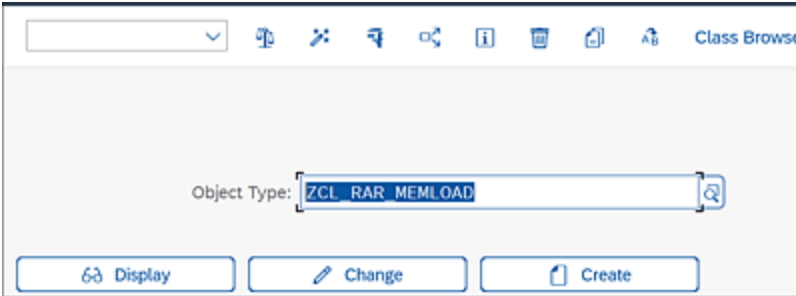 Class Browse
Object Type: ZCL_RAR_MEMLOAD
Display Change Create